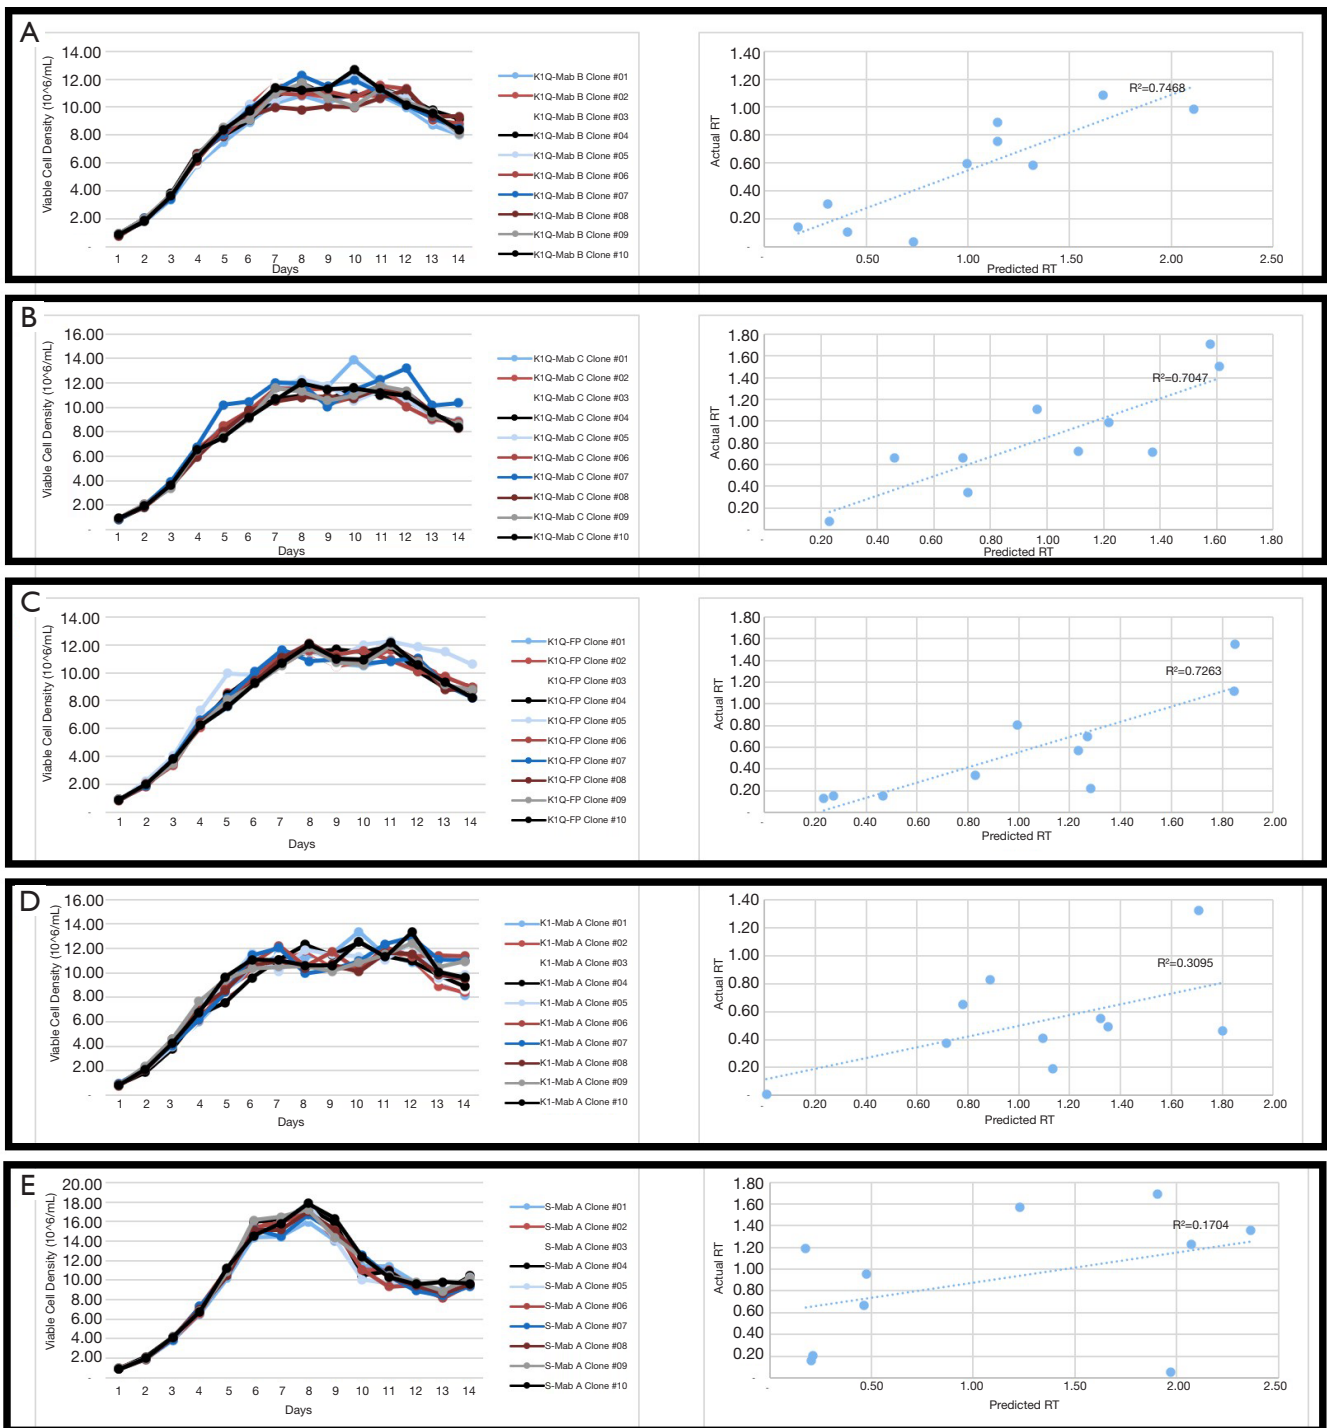 A
14.00
12.00
10.00
8.00
6.00
4.00
2.00
-
Viable Cell Density (10^6/mL)
1 2 3 4 5 6 7 8 9 10 11 12 13 14
Days
K1Q-Mab B Clone #01
K1Q-Mab B Clone #02
K1Q-Mab B Clone #03
K1Q-Mab B Clone #04
K1Q-Mab B Clone #05
K1Q-Mab B Clone #06
K1Q-Mab B Clone #07
K1Q-Mab B Clone #08
K1Q-Mab B Clone #09
K1Q-Mab B Clone #10
1.40
1.20
1.00
0.80
0.60
0.40
0.20
-
Actual RT
R²=0.7468
- 0.50 1.00 1.50 2.00 2.50
Predicted RT
B
16.00
14.00
12.00
10.00
8.00
6.00
4.00
2.00
-
Viable Cell Density (10^6/mL)
1 2 3 4 5 6 7 8 9 10 11 12 13 14
Days
K1Q-Mab C Clone #01
K1Q-Mab C Clone #02
K1Q-Mab C Clone #03
K1Q-Mab C Clone #04
K1Q-Mab C Clone #05
K1Q-Mab C Clone #06
K1Q-Mab C Clone #07
K1Q-Mab C Clone #08
K1Q-Mab C Clone #09
K1Q-Mab C Clone #10
1.80
1.60
1.40
1.20
1.00
0.80
0.60
0.40
0.20
-
Actual RT
R²=0.7047
- 0.20 0.40 0.60 0.80 1.00 1.20 1.40 1.60 1.80
Predicted RT
C
14.00
12.00
10.00
8.00
6.00
4.00
2.00
-
Viable Cell Density (10^6/mL)
1 2 3 4 5 6 7 8 9 10 11 12 13 14
Days
K1Q-FP Clone #01
K1Q-FP Clone #02
K1Q-FP Clone #03
K1Q-FP Clone #04
K1Q-FP Clone #05
K1Q-FP Clone #06
K1Q-FP Clone #07
K1Q-FP Clone #08
K1Q-FP Clone #09
K1Q-FP Clone #10
1.80
1.60
1.40
1.20
1.00
0.80
0.60
0.40
0.20
-
Actual RT
R²=0.7263
- 0.20 0.40 0.60 0.80 1.00 1.20 1.40 1.60 1.80 2.00
Predicted RT
D
16.00
14.00
12.00
10.00
8.00
6.00
4.00
2.00
-
Viable Cell Density (10^6/mL)
1 2 3 4 5 6 7 8 9 10 11 12 13 14
Days
K1-Mab A Clone #01
K1-Mab A Clone #02
K1-Mab A Clone #03
K1-Mab A Clone #04
K1-Mab A Clone #05
K1-Mab A Clone #06
K1-Mab A Clone #07
K1-Mab A Clone #08
K1-Mab A Clone #09
K1-Mab A Clone #10
1.40
1.20
1.00
0.80
0.60
0.40
0.20
-
Actual RT
R²=0.3095
- 0.20 0.40 0.60 0.80 1.00 1.20 1.40 1.60 1.80 2.00
Predicted RT
E
20.00
18.00
16.00
14.00
12.00
10.00
8.00
6.00
4.00
2.00
-
Viable Cell Density (10^6/mL)
1 2 3 4 5 6 7 8 9 10 11 12 13 14
Days
S-Mab A Clone #01
S-Mab A Clone #02
S-Mab A Clone #03
S-Mab A Clone #04
S-Mab A Clone #05
S-Mab A Clone #06
S-Mab A Clone #07
S-Mab A Clone #08
S-Mab A Clone #09
S-Mab A Clone #10
1.80
1.60
1.40
1.20
1.00
0.80
0.60
0.40
0.20
-
Actual RT
R²=0.1704
- 0.50 1.00 1.50 2.00 2.50
Predicted RT